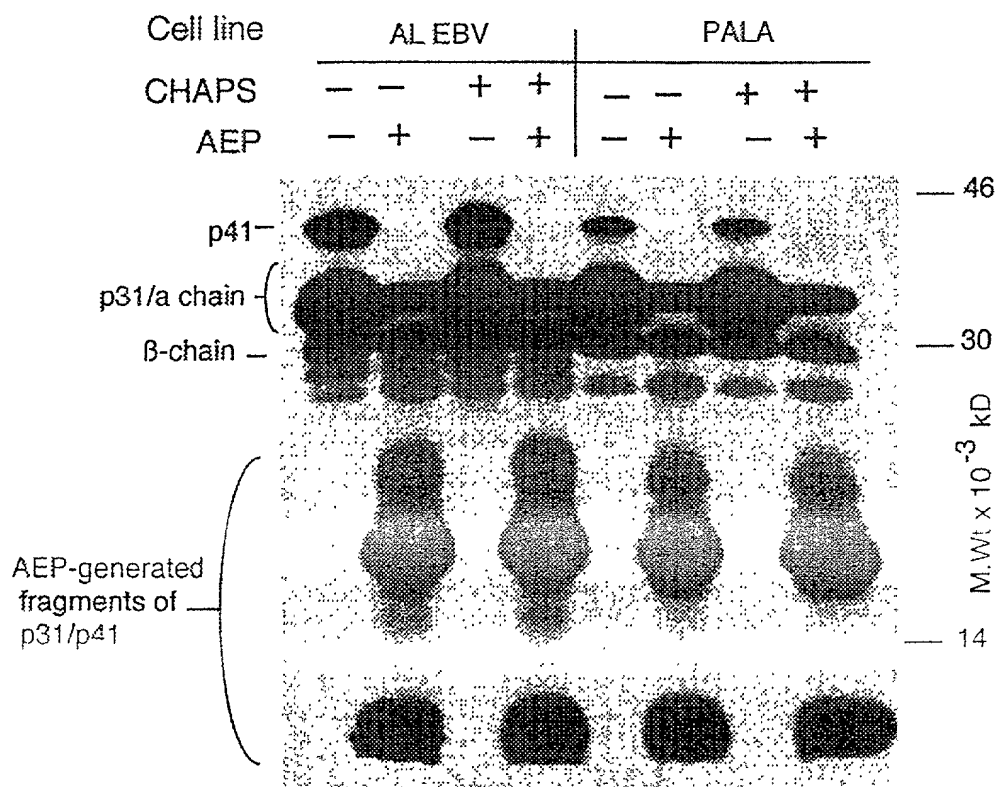 Cell line AL EBV PALA
CHAPS − − + + − − + +
AEP − + − + − + − +
46
p41
p31/a chain
ß-chain
30
AEP-generated
fragments of
p31/p41
14
M.Wt x 10-3 kD